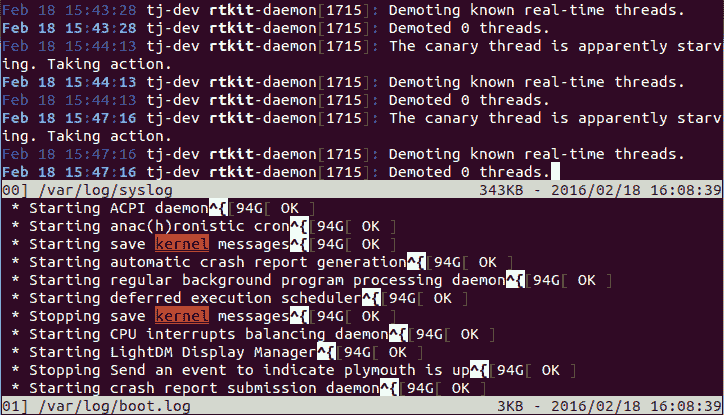 Feb 18 15:43:28 tj-dev rtkit-daemon[1715]: Demoting known real-time threads.
Feb 18 15:43:28 tj-dev rtkit-daemon[1715]: Demoted 0 threads.
Feb 18 15:44:13 tj-dev rtkit-daemon[1715]: The canary thread is apparently starv
ing. Taking action.
Feb 18 15:44:13 tj-dev rtkit-daemon[1715]: Demoting known real-time threads.
Feb 18 15:44:13 tj-dev rtkit-daemon[1715]: Demoted 0 threads.
Feb 18 15:47:16 tj-dev rtkit-daemon[1715]: The canary thread is apparently starv
ing. Taking action.
Feb 18 15:47:16 tj-dev rtkit-daemon[1715]: Demoting known real-time threads.
Feb 18 15:47:16 tj-dev rtkit-daemon[1715]: Demoted 0 threads.
00] /var/log/syslog 343KB - 2016/02/18 16:08:39
* Starting ACPI daemon^{[94G[ OK ]
* Starting anac(h)ronistic cron^{[94G[ OK ]
* Starting save kernel messages^{[94G[ OK ]
* Starting automatic crash report generation^{[94G[ OK ]
* Starting regular background program processing daemon^{[94G[ OK ]
* Starting deferred execution scheduler^{[94G[ OK ]
* Stopping save kernel messages^{[94G[ OK ]
* Starting CPU interrupts balancing daemon^{[94G[ OK ]
* Starting LightDM Display Manager^{[94G[ OK ]
* Stopping Send an event to indicate plymouth is up^{[94G[ OK ]
* Starting crash report submission daemon^{[94G[ OK ]
01] /var/log/boot.log 3KB - 2016/02/18 16:08:39